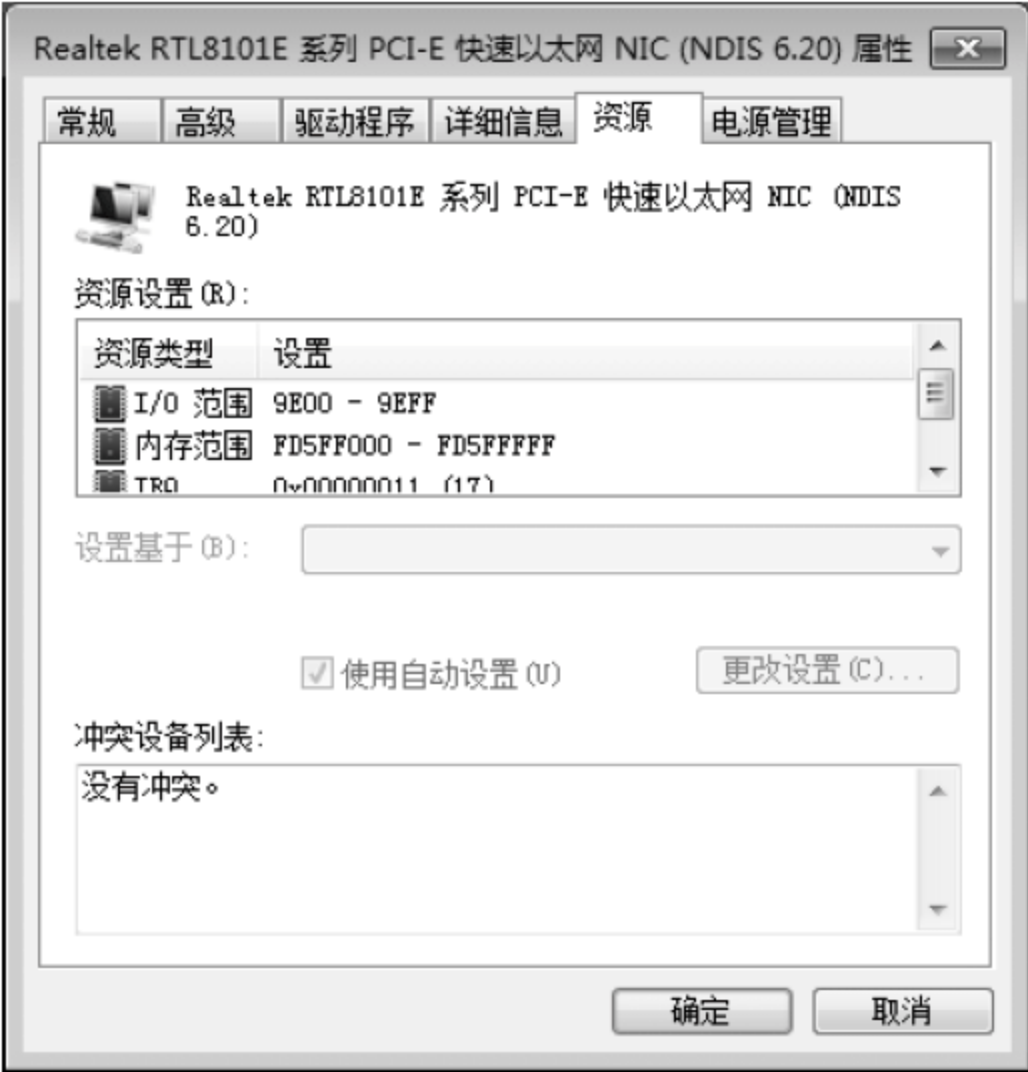 Realtek RTL8101E 系列 PCI-E 快速以太网 NIC (NDIS 6.20) 属性
常规 高级 驱动程序 详细信息 资源 电源管理
Realtek RTL8101E 系列 PCI-E 快速以太网 NIC (NDIS
6.20)
资源设置(R):
资源类型 设置
I/O 范围 9E00 - 9EFF
内存范围 FD5FF000 - FD5FFFFF
IRQ 0x00000011 (17)
设置基于(B):
使用自动设置(U) 更改设置(C)...
冲突设备列表:
没有冲突。
确定 取消